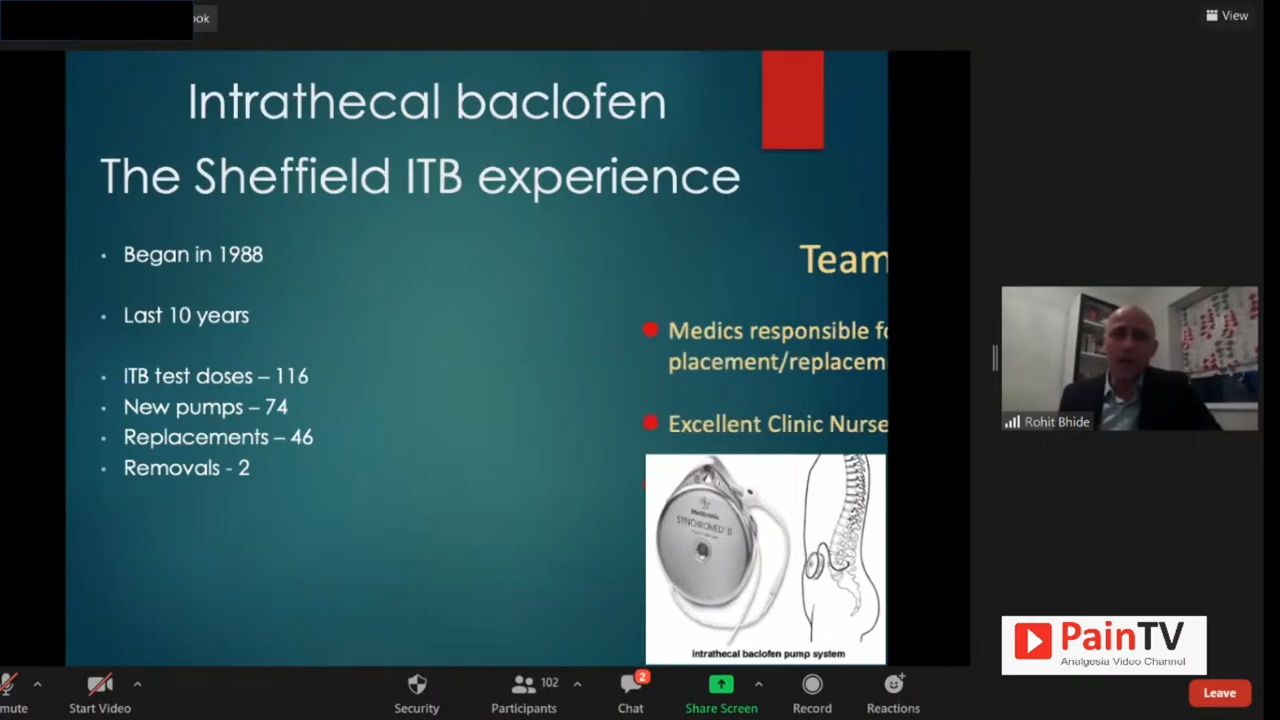 ok
View
Intrathecal baclofen
The Sheffield ITB experience
• Began in 1988
• Last 10 years
• ITB test doses – 116
• New pumps – 74
• Replacements – 46
• Removals - 2
Team
Medics responsible fo
placement/replacem
Excellent Clinic Nurse
Medtronic
SYNCHROMED II
intrathecal baclofen pump system
Rohit Bhide
PainTV
Analgesia Video Channel
mute
Start Video
Security
102
Participants
2
Chat
Share Screen
Record
Reactions
Leave